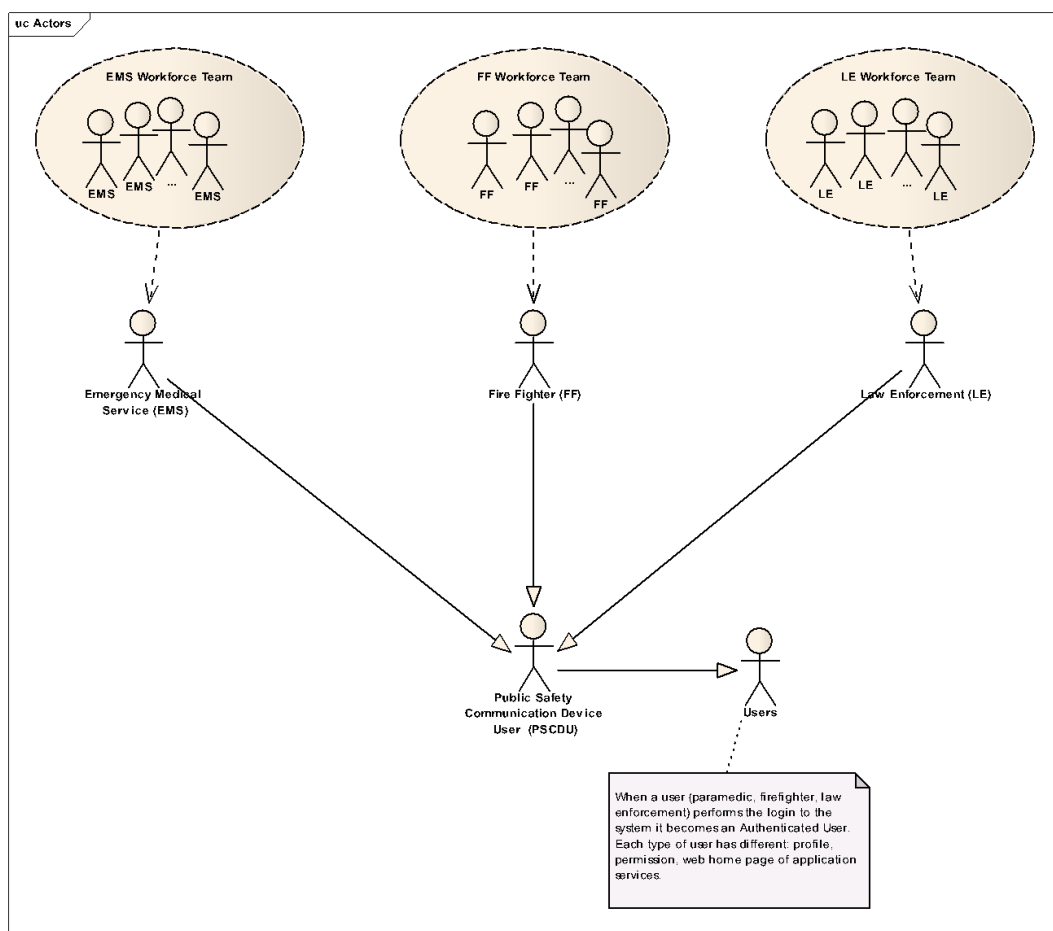 uc Actors
EMS Workforce Team
EMS
EMS
...
EMS
FF Workforce Team
FF
FF
...
FF
LE Workforce Team
LE
LE
...
LE
Emergency Medical
Service (EMS)
Fire Fighter (FF)
Law Enforcement (LE)
Public Safety
Communication Device
User (PSCDU)
Users
When a user (paramedic, firefighter, law
enforcement) performs the login to the
system it becomes an Authenticated User.
Each type of user has different: profile,
permission, web home page of application
services.